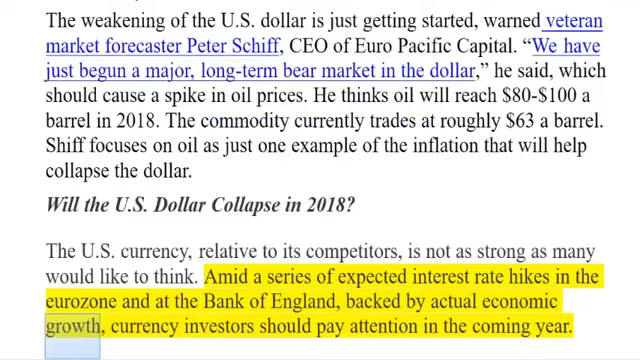 The weakening of the U.S. dollar is just getting started, warned veteran
market forecaster Peter Schiff, CEO of Euro Pacific Capital. “We have
just begun a major, long-term bear market in the dollar,” he said, which
should cause a spike in oil prices. He thinks oil will reach $80-$100 a
barrel in 2018. The commodity currently trades at roughly $63 a barrel.
Shiff focuses on oil as just one example of the inflation that will help
collapse the dollar.
Will the U.S. Dollar Collapse in 2018?
The U.S. currency, relative to its competitors, is not as strong as many
would like to think. Amid a series of expected interest rate hikes in the
eurozone and at the Bank of England, backed by actual economic
growth, currency investors should pay attention in the coming year.